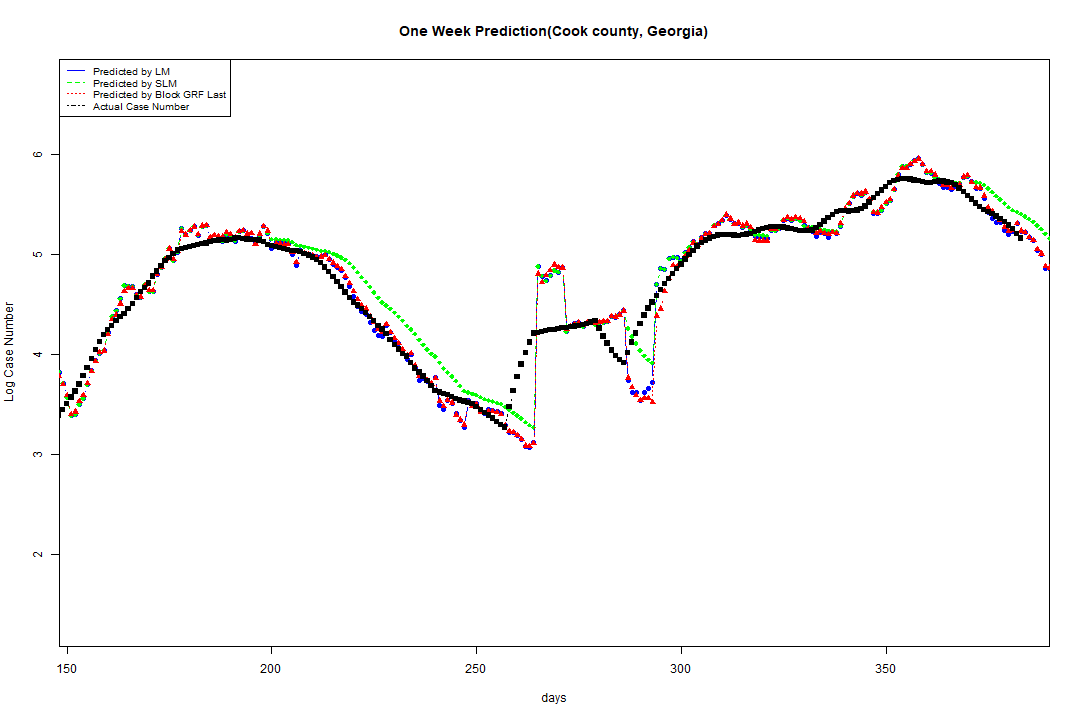 One Week Prediction(Cook county, Georgia)
Predicted by LM
Predicted by SLM
Predicted by Block GRF Last
Actual Case Number
6
5
4
3
2
Log Case Number
150 200 250 300 350
days